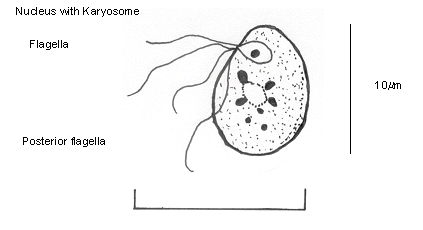 Nucleus with Karyosome
Flagella
10µm
Posterior flagella